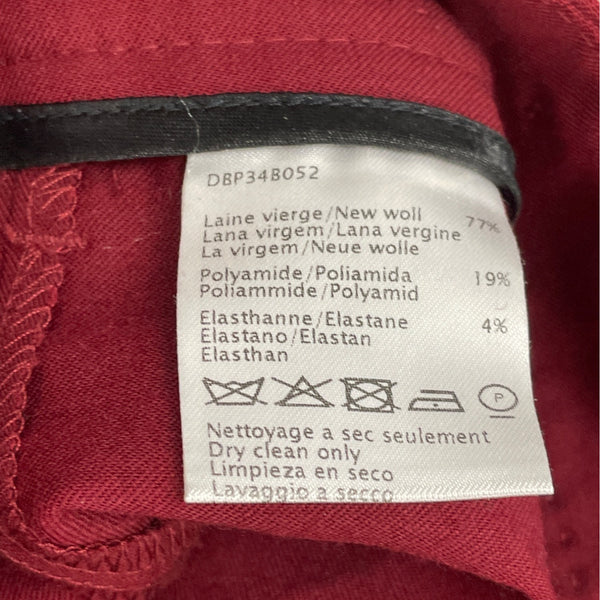 DBP34B052
Laine vierge/New woll 77%
Lana virgem/Lana vergine
La virgem/Neue wolle
Polyamide/Poliamida 19%
Poliammide/Polyamid
Elasthanne/Elastane 4%
Elastano/Elastan
Elasthan
P
Nettoyage a sec seulement
Dry clean only
Limpieza en seco
Lavaggio a secco